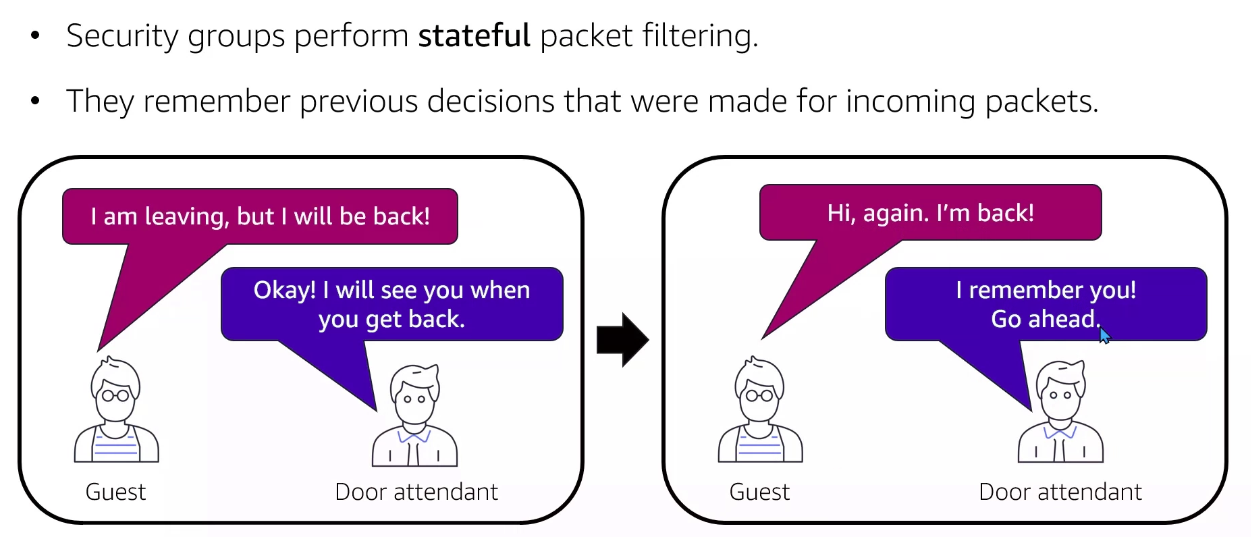 • Security groups perform stateful packet filtering.
• They remember previous decisions that were made for incoming packets.
I am leaving, but I will be back!
Okay! I will see you when
you get back.
Guest
Door attendant
Hi, again. I’m back!
I remember you!
Go ahead.
Guest
Door attendant